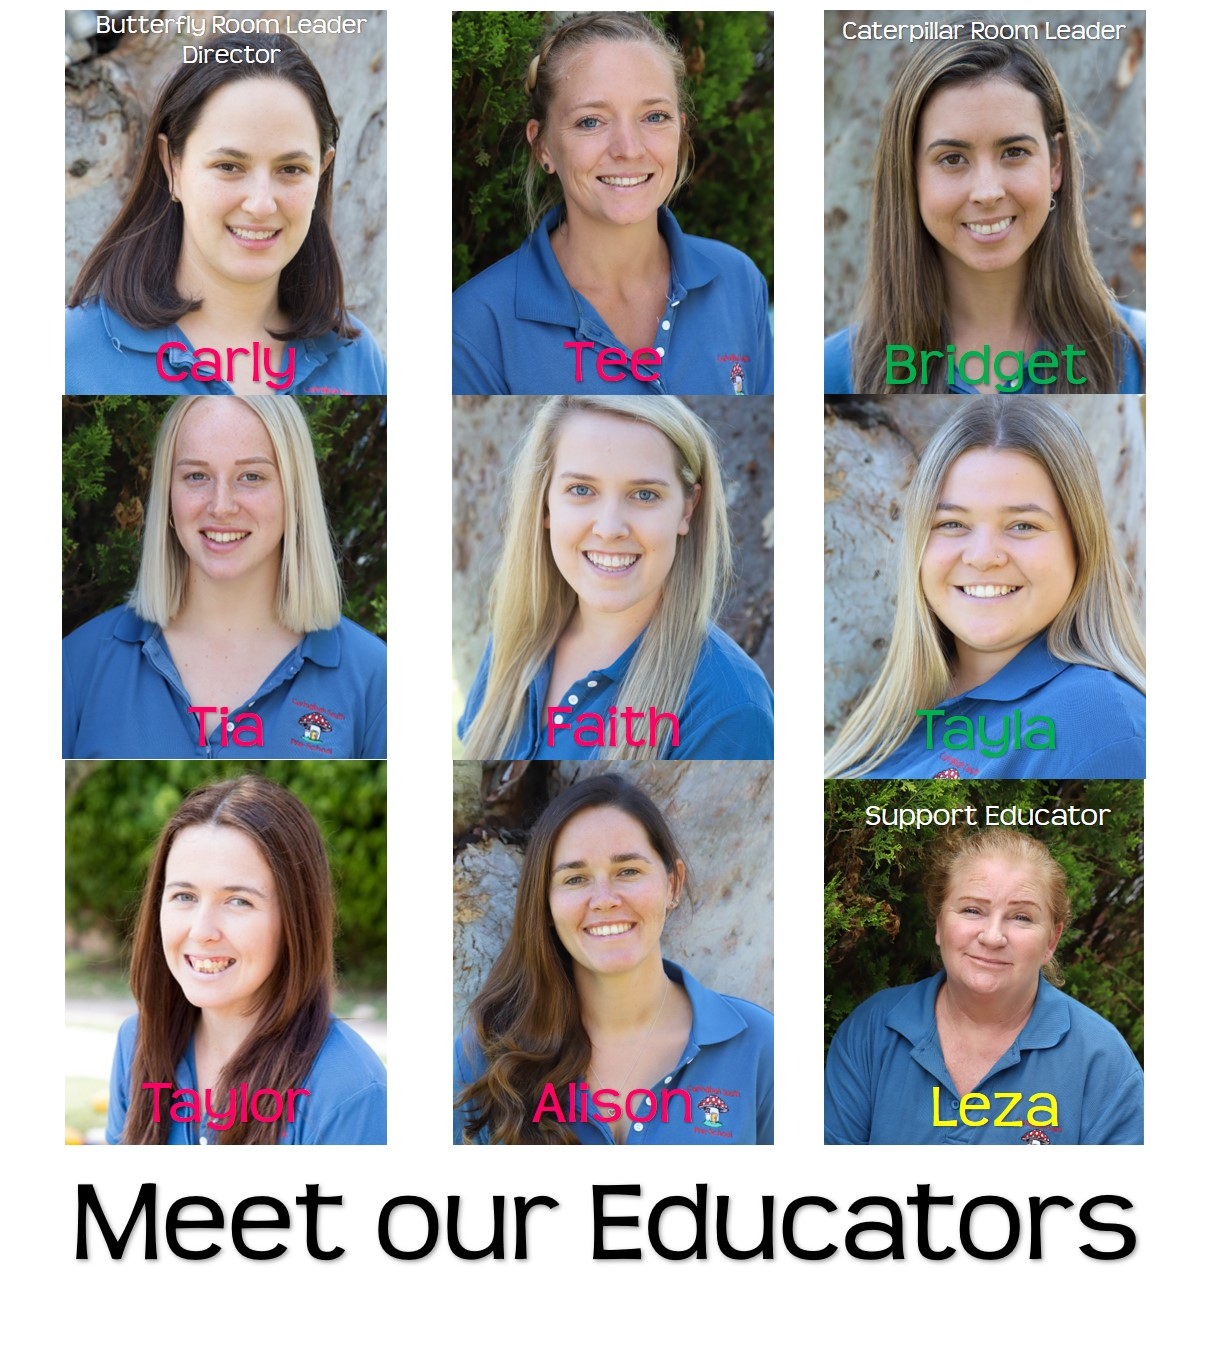 Butterfly Room Leader
Director
Carly
Tee
Caterpillar Room Leader
Bridget
Tia
Faith
Tayla
Taylor
Alison
Support Educator
Leza
Meet our Educators